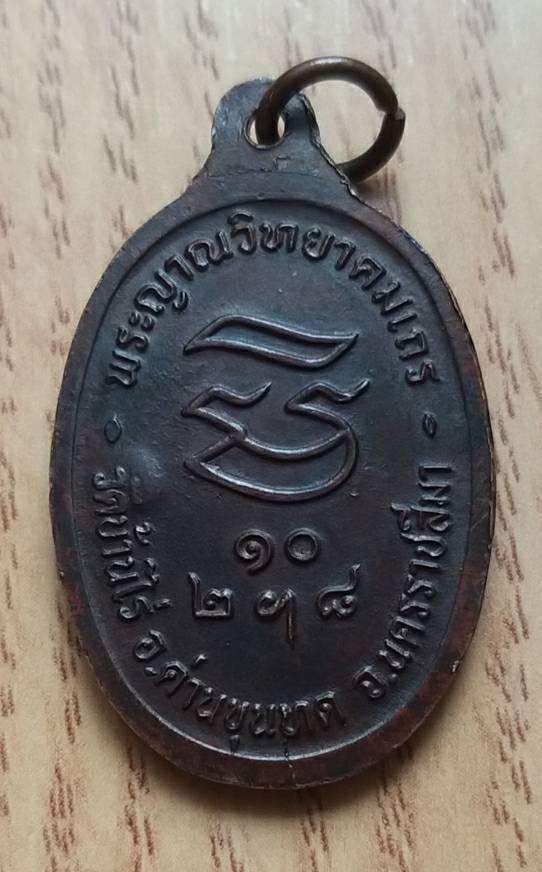 พระญาณวิทยาคมเถร
๑๐
๒ ๗ ๘
วัดบ้านไร่ อ.ด่านขุนทด จ.นครราชสีมา